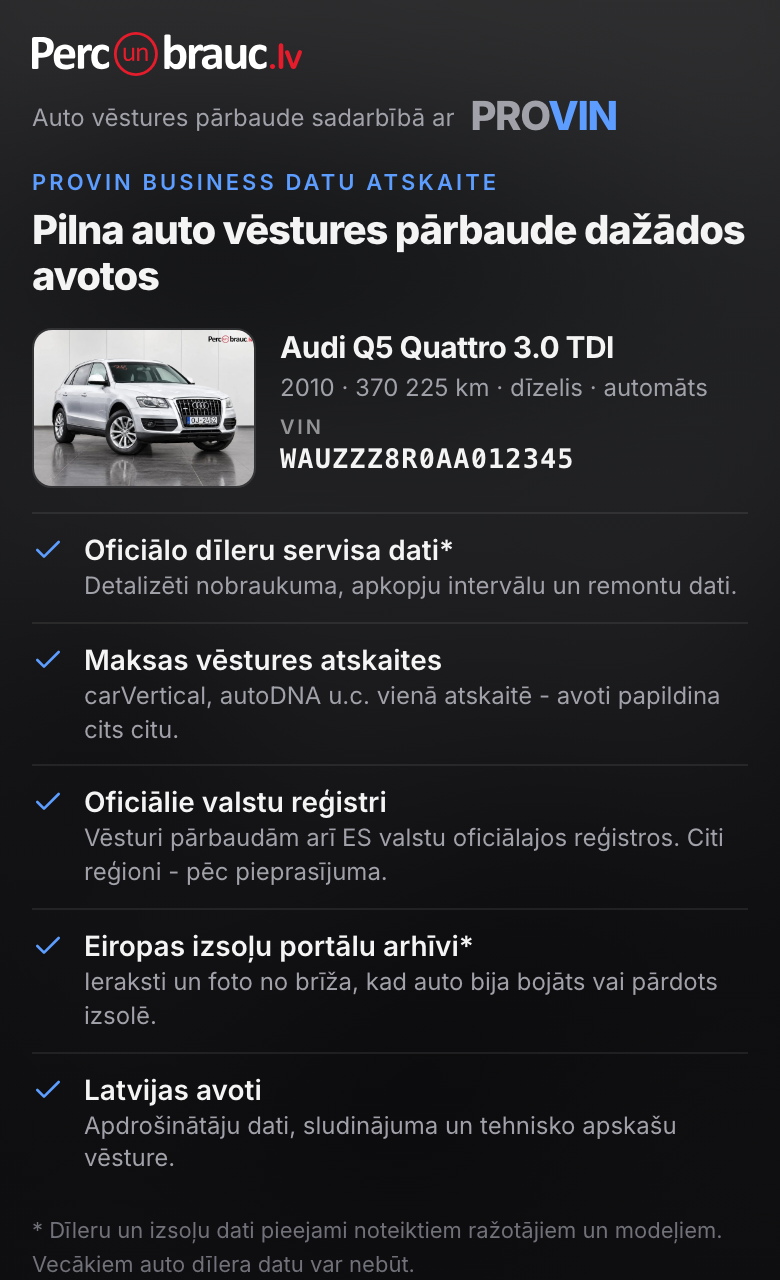 Perc un brauc.lv
Auto vēstures pārbaude sadarbībā ar PROVIN
PROVIN BUSINESS DATU ATSKAITE
Pilna auto vēstures pārbaude dažādos
avotos
Perc un brauc
Audi Q5 Quattro 3.0 TDI
2010 · 370 225 km · dīzelis · automāts
VIN
WAUZZZ8R0AA012345
Oficiālo dīleru servisa dati*
Detalizēti nobraukuma, apkopju intervālu un remontu dati.
Maksas vēstures atskaites
carVertical, autoDNA u.c. vienā atskaitē - avoti papildina
cits citu.
Oficiālie valstu reģistri
Vēsturi pārbaudām arī ES valstu oficiālajos reģistros. Citi
reģioni - pēc pieprasījuma.
Eiropas izsoļu portālu arhīvi*
Ieraksti un foto no brīža, kad auto bija bojāts vai pārdots
izsolē.
Latvijas avoti
Apdrošinātāju dati, sludinājuma un tehnisko apskašu
vēsture.
* Dīleru un izsoļu dati pieejami noteiktiem ražotājiem un modeļiem.
Vecākiem auto dīlera datu var nebūt.